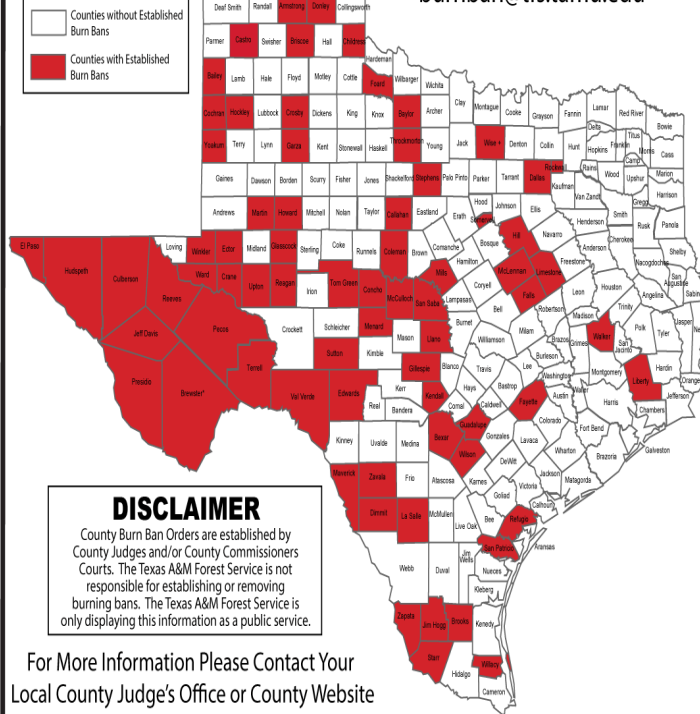 burnban@tfs.tamu.edu
Counties without Established
Burn Bans
Counties with Established
Burn Bans
Deaf Smith Randall Armstrong Donley Collingsworth
Parmer Castro Swisher Briscoe Hall Childress
Hardeman
Bailey Lamb Hale Floyd Motley Cottle Foard Wilbarger Wichita
Cochran Hockley Lubbock Crosby Dickens King Knox Baylor Archer Clay Montague Cooke Grayson Fannin Lamar Red River Bowie
Delta Titus Franklin Morris Cass Hopkins Camp
Yoakum Terry Lynn Garza Kent Stonewall Haskell Throckmorton Young Jack Wise + Denton Collin Hunt
Rockwall Rains Wood Upshur Marion
Gaines Dawson Borden Scurry Fisher Jones Shackelford Stephens Palo Pinto Parker Tarrant Dallas Kaufman Van Zandt Gregg Harrison
Andrews Martin Howard Mitchell Nolan Taylor Callahan Eastland Erath Hood Somervell Johnson Ellis Henderson Smith Rusk Panola
El Paso Hudspeth Culberson Loving Winkler Ector Midland Glasscock Sterling Coke Runnels Coleman Brown Comanche Bosque Hill Navarro Anderson Cherokee Nacogdoches Shelby
Reeves Ward Crane Upton Reagan Irion Tom Green Concho McCulloch San Saba Mills Hamilton Lampasas Coryell McLennan Limestone Freestone Falls Leon Houston Angelina San Augustine Sabin
Jeff Davis Pecos Crockett Schleicher Menard Mason Llano Burnet Bell Robertson Madison Trinity Polk Tyler Jasper Ne
Presidio Brewster* Terrell Sutton Kimble Gillespie Blanco Williamson Milam Brazos Grimes Walker San Jacinto Hardin Orange
Val Verde Edwards Real Kerr Bandera Kendall Comal Hays Travis Bastrop Lee Burleson Washington Waller Montgomery Liberty Jefferson
Kinney Uvalde Medina Bexar Guadalupe Caldwell Fayette Austin Harris Chambers
Wilson Gonzales Lavaca Colorado Fort Bend Galveston
Maverick Zavala Frio Atascosa Karnes DeWitt Jackson Wharton Brazoria Matagorda
Dimmit La Salle McMullen Live Oak Bee Goliad Victoria Calhoun
Refugio San Patricio Aransas
Webb Duval Jim Wells Nueces Kleberg
Zapata Jim Hogg Brooks Kenedy
Starr Hidalgo Willacy Cameron
DISCLAIMER
County Burn Ban Orders are established by
County Judges and/or County Commissioners
Courts. The Texas A&M Forest Service is not
responsible for establishing or removing
burning bans. The Texas A&M Forest Service is
only displaying this information as a public service.
For More Information Please Contact Your
Local County Judge's Office or County Website